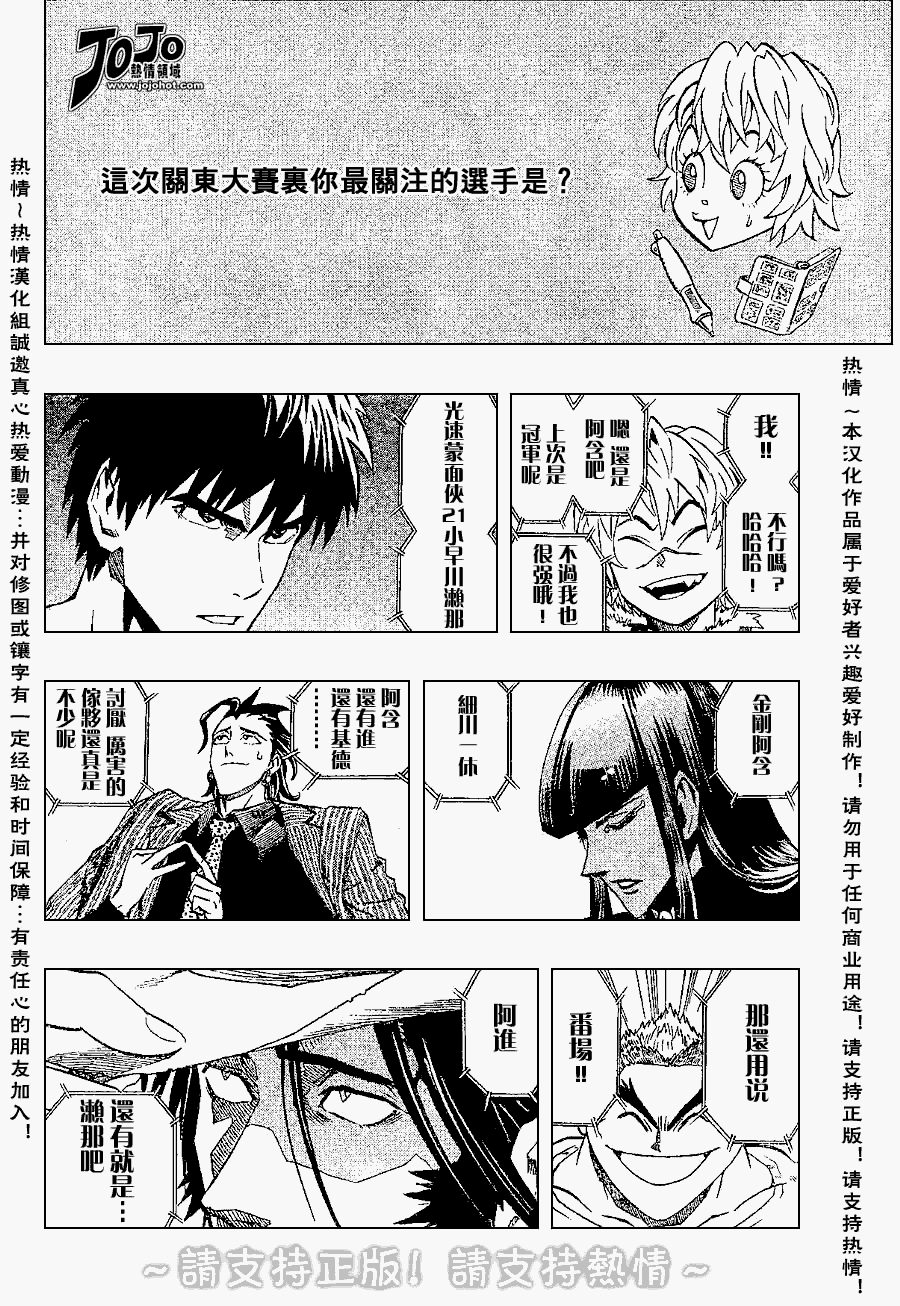 JOJO
熱情領域
www.jojohot.com
這次關東大賽裏你最關注的選手是？
我!!
不行嗎？
哈哈哈！
嗯 還是
阿含吧
上次是
冠軍呢
不過我也
很强哦！
光速蒙面俠21小早川瀨那
金剛阿含
細川一休
阿含
還有進
還有基德
………
討厭 厲害的
傢夥還真是
不少呢
那還用说
番場!!
阿進
還有就是…
瀨那吧
热情～本汉化作品属于爱好者兴趣爱好制作！请勿用于任何商业用途！请支持正版！请支持热情！
热情～热情漢化組誠邀真心热爱動漫…并对修图或镶字有一定经验和时间保障…有责任心的朋友加入！
～請支持正版！請支持熱情～